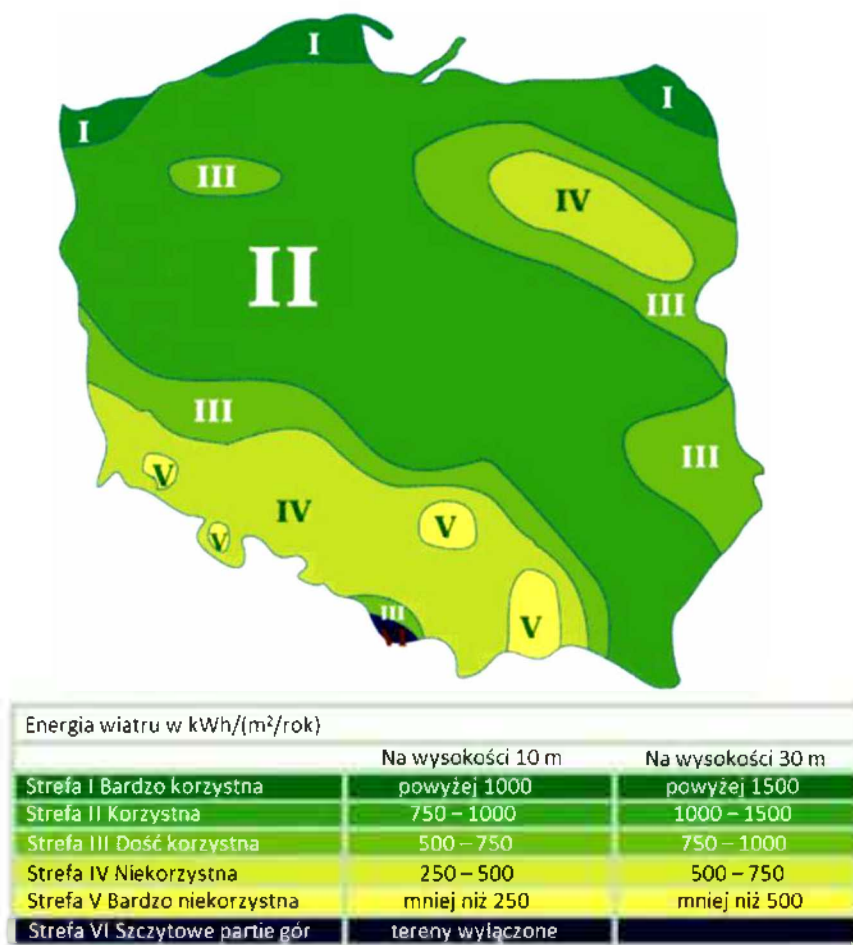 I
I
I
III
IV
II
III
III
III
V
IV
V
V
III
VI
V
Energia wiatru w kWh/(m²/rok)
Na wysokości 10 m Na wysokości 30 m
Strefa I Bardzo korzystna powyżej 1000 powyżej 1500
Strefa II Korzystna 750 – 1000 1000 – 1500
Strefa III Dość korzystna 500 – 750 750 – 1000
Strefa IV Niekorzystna 250 – 500 500 – 750
Strefa V Bardzo niekorzystna mniej niż 250 mniej niż 500
Strefa VI Szczytowe partie gór tereny wyłączone